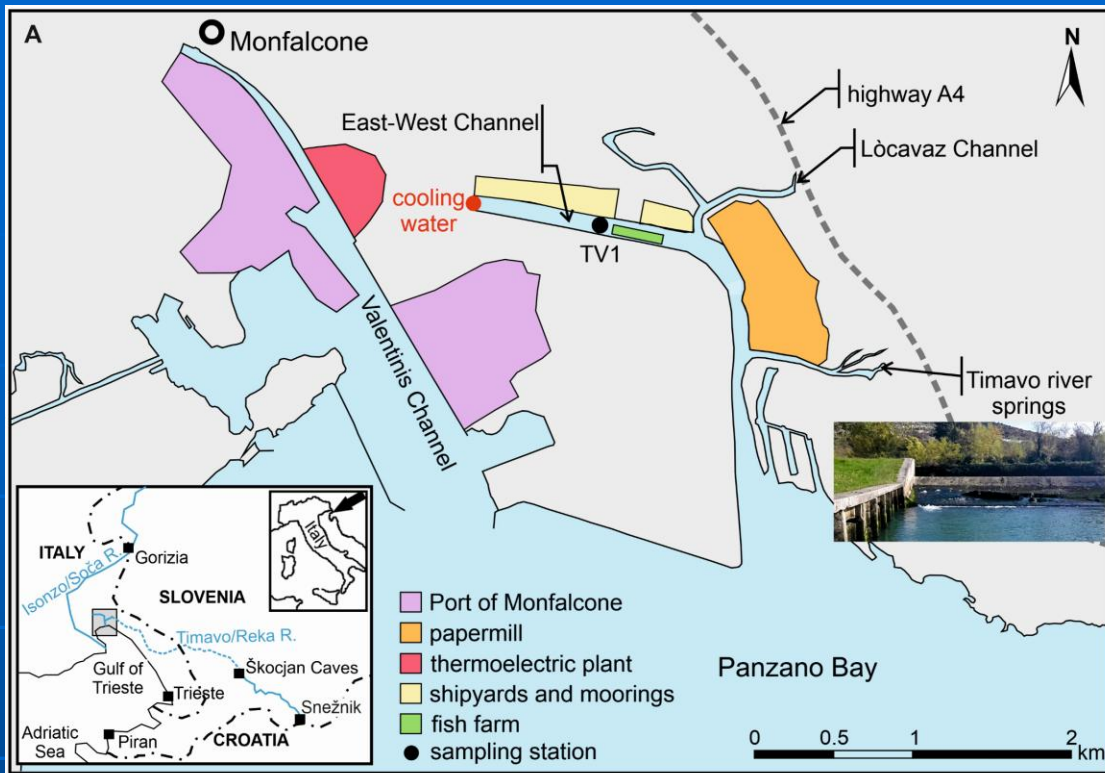 A
Monfalcone
N
highway A4
East-West Channel
Lòcavaz Channel
cooling
water
TV1
Valentinis Channel
Timavo river
springs
ITALY
Isonzo/Soča R.
Gorizia
Italy
SLOVENIA
Timavo/Reka R.
Škocjan Caves
Gulf of
Trieste
Trieste
Snežnik
Adriatic
Sea
Piran
CROATIA
Port of Monfalcone
papermill
thermoelectric plant
shipyards and moorings
fish farm
sampling station
Panzano Bay
0 0.5 1 2
km